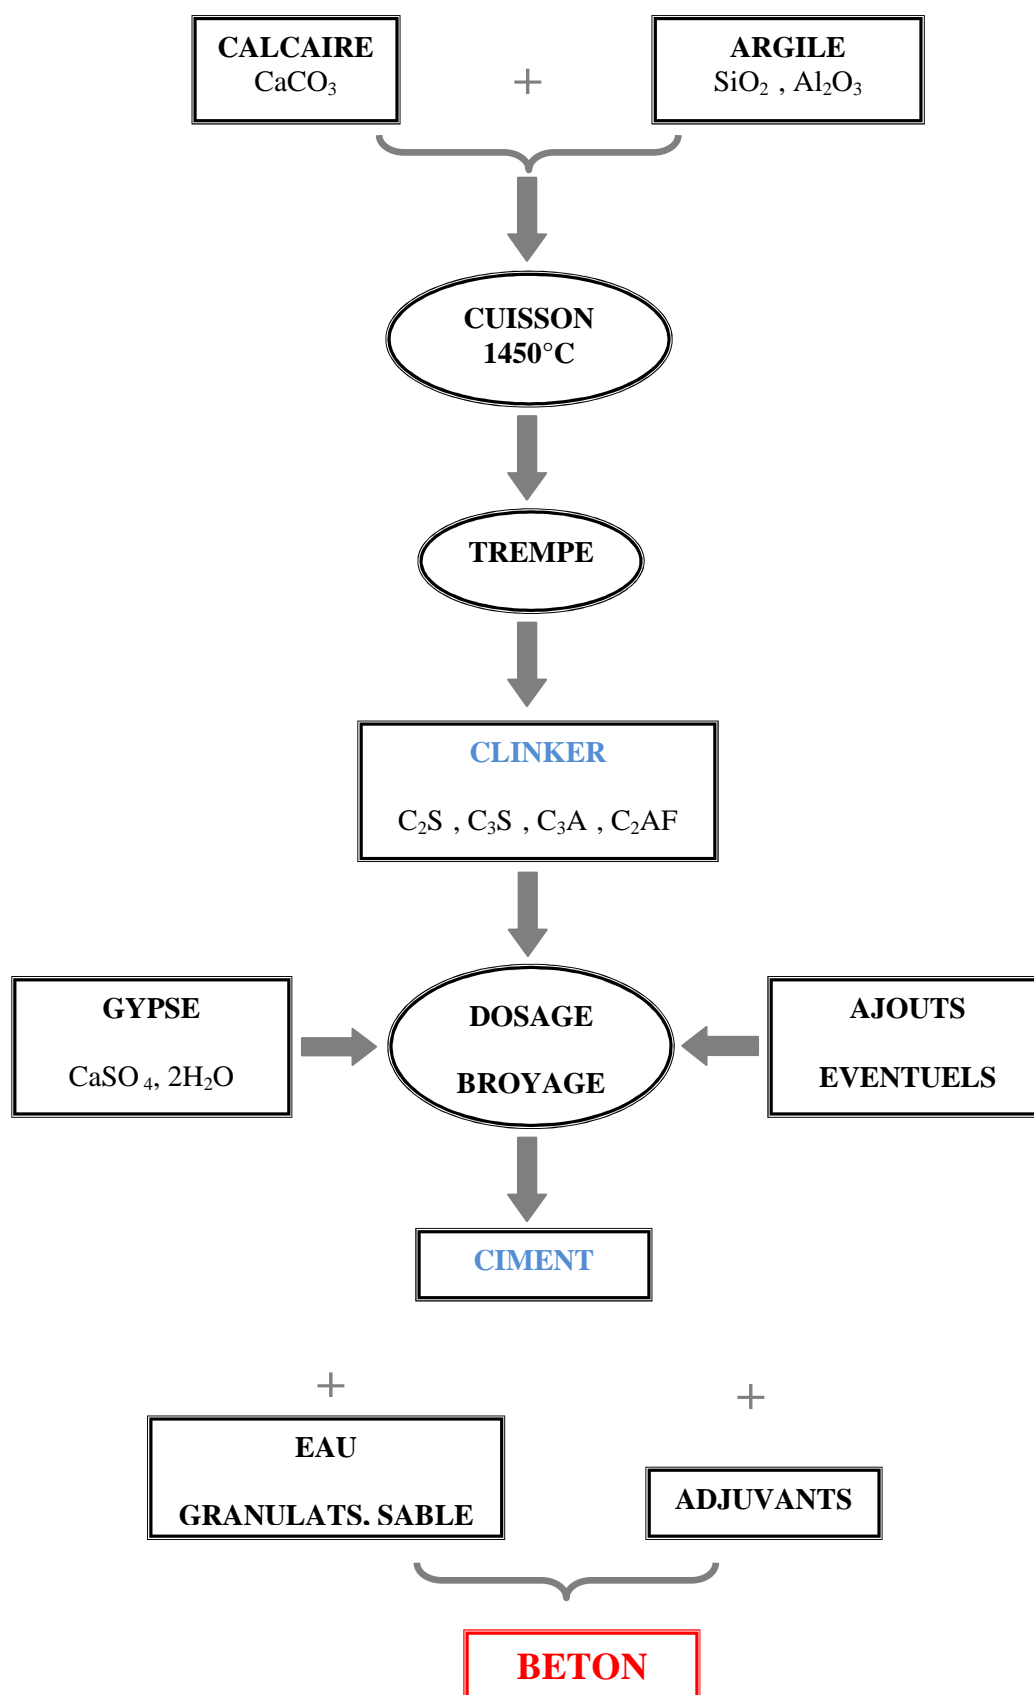 CALCAIRE
CaCO₃
+
ARGILE
SiO₂ , Al₂O₃
CUISSON
1450°C
TREMPE
CLINKER
C₂S , C₃S , C₃A , C₂AF
GYPSE
CaSO ₄, 2H₂O
DOSAGE
BROYAGE
AJOUTS
EVENTUELS
CIMENT
+
+
EAU
GRANULATS, SABLE
ADJUVANTS
BETON